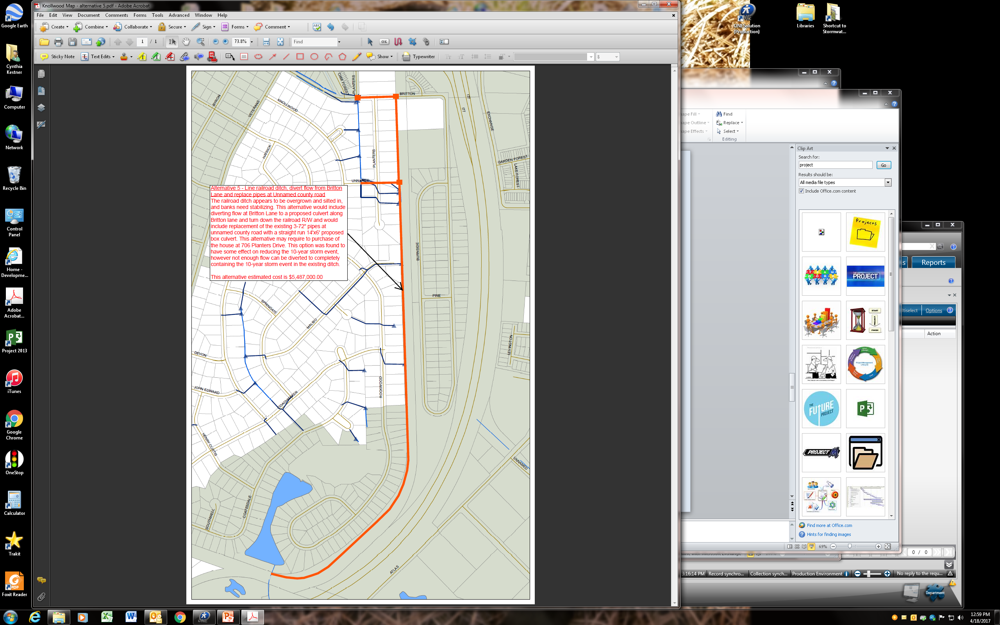 Knollwood Map - alternative 5.pdf - Adobe Acrobat
File Edit View Document Comments Forms Tools Advanced Window Help
Create Combine Collaborate Secure Sign Forms Comment
1 / 1 73.8% Find
Sticky Note Text Edits Show Typewriter 8
Google Earth
Cynthia
Kestner
Computer
Network
Recycle Bin
Control
Panel
Home -
Developme...
Adobe
Acrobat...
Project 2013
iTunes
Google
Chrome
OneStop
Calculator
Trakit
Foxit Reader
ONESolution
(Production)
Libraries
Shortcut to
Stormwat...
CAMI FOREST
PLANTERS
BRITTON
BYRON
VETERANS
KNOLLWOOD
I77
I77
EXCHANGE
HATRICK
PLANTERS
GARDEN FOREST
LAKE FOREST
UNNAMED
Alternative 5 - Line railroad ditch, divert flow from Britton
Lane and replace pipes at Unnamed county road
The railroad ditch appears to be overgrown and silted in,
and banks need stabilizing. This alternative would include
diverting flow at Britton Lane to a proposed culvert along
Britton lane and turn down the railroad R/W and would
include replacement of the existing 3-72" pipes at
unnamed county road with a straight run 14'x6' proposed
box culvert. This alternative may require to purchase of
the house at 706 Planters Drive. This option was found to
have some effect on reducing the 10-year storm event,
however not enough flow can be diverted to completely
containing the 10-year storm event in the existing ditch.
This alternative estimated cost is $5,487,000.00
BURNSIDE
PINE
SPRINGATE
MALIBU
LEVINGTON
DEVON
ROCKWOOD
JOHN EDWARD
COACHMAKER
HENRY CURTIS
UNNAMED
COATESDALE
SOUTHWELL
ATLAS
hape Fill
hape Outline
hape Effects
Find
Replace
Select
Editing
Clip Art
Search for:
project
Go
Results should be:
All media file types
Include Office.com content
Projects
PROJECT
START
PROJECT
FINISH
THE
FUTURE
PROJECT
PROJECT M
Find more at Office.com
Hints for finding images
69%
s Reports
ltiselect Options
Action
0 / 0
3:16:14 PM Record synchro... Collection synch... Production Environment No reply to the requ...
Department
12:59 PM
4/18/2017